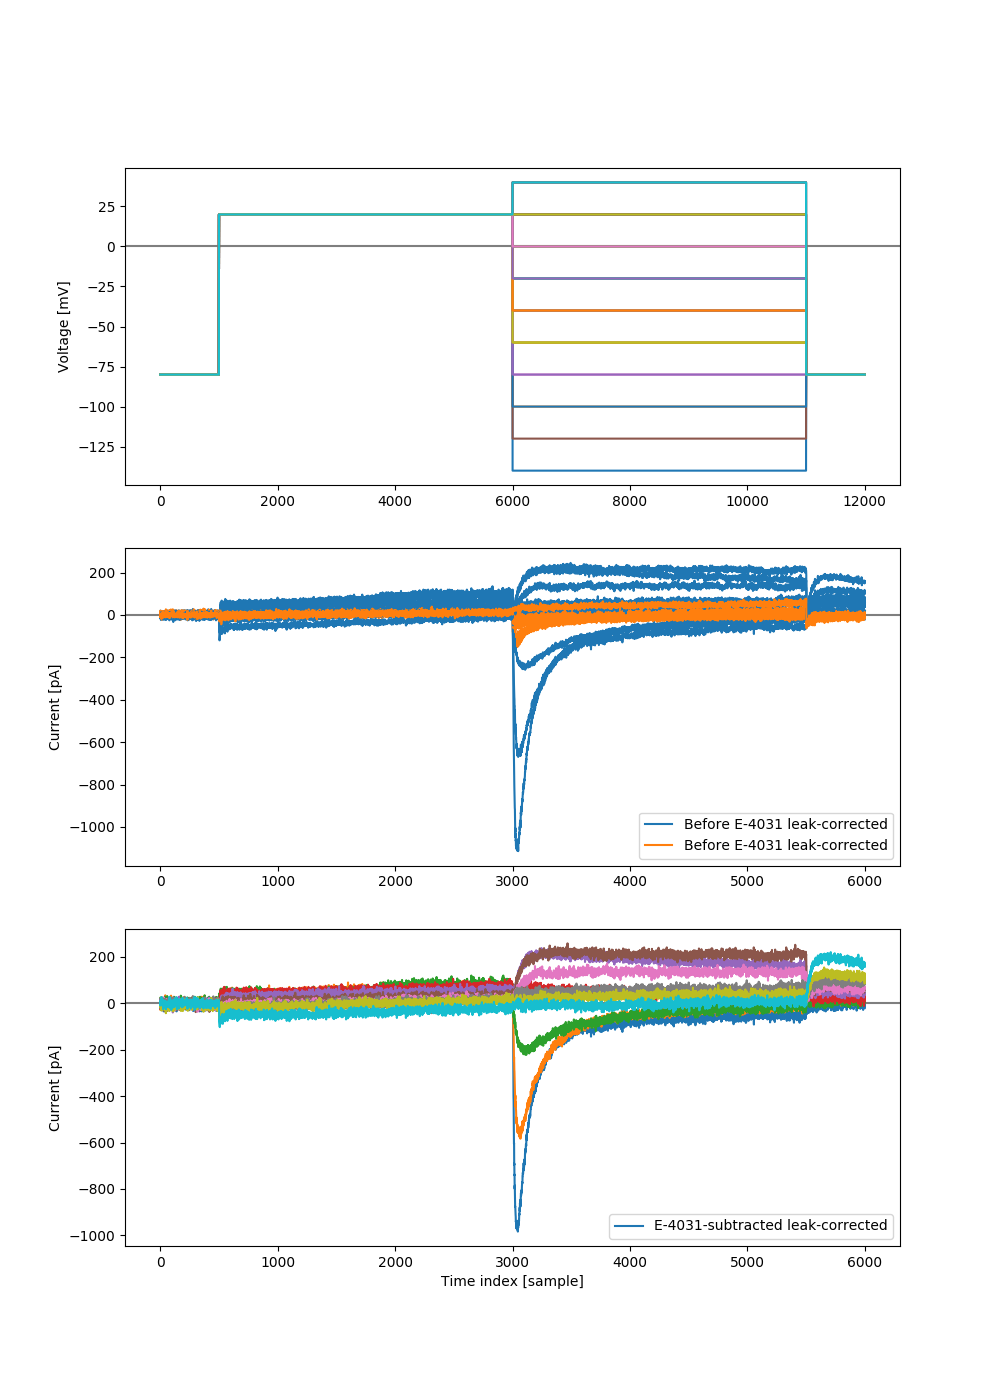 Voltage [mV]
25
0
−25
−50
−75
−100
−125
0 2000 4000 6000 8000 10000 12000
Current [pA]
200
0
−200
−400
−600
−800
−1000
Before E-4031 leak-corrected
Before E-4031 leak-corrected
0 1000 2000 3000 4000 5000 6000
Current [pA]
200
0
−200
−400
−600
−800
−1000
E-4031-subtracted leak-corrected
0 1000 2000 3000 4000 5000 6000
Time index [sample]